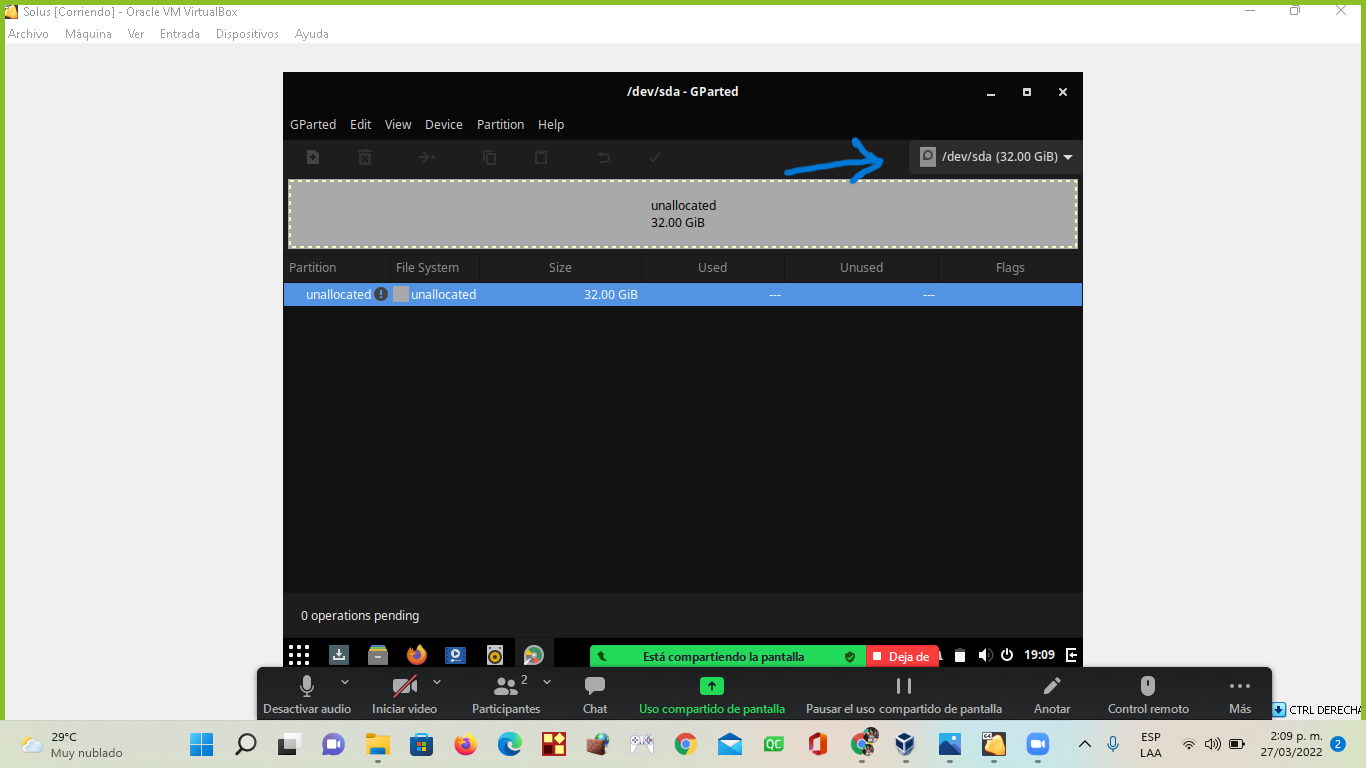 Solus [Corriendo] - Oracle VM VirtualBox
Archivo Máquina Ver Entrada Dispositivos Ayuda
/dev/sda - GParted
GParted Edit View Device Partition Help
/dev/sda (32.00 GiB)
unallocated
32.00 GiB
Partition File System Size Used Unused Flags
unallocated unallocated 32.00 GiB --- ---
0 operations pending
Está compartiendo la pantalla Deja de 19:09
2
Desactivar audio Iniciar video Participantes Chat Uso compartido de pantalla Pausar el uso compartido de pantalla Anotar Control remoto Más
CTRL DERECHA
29°C
Muy nublado
QC
ESP
LAA
2:09 p. m.
27/03/2022
2